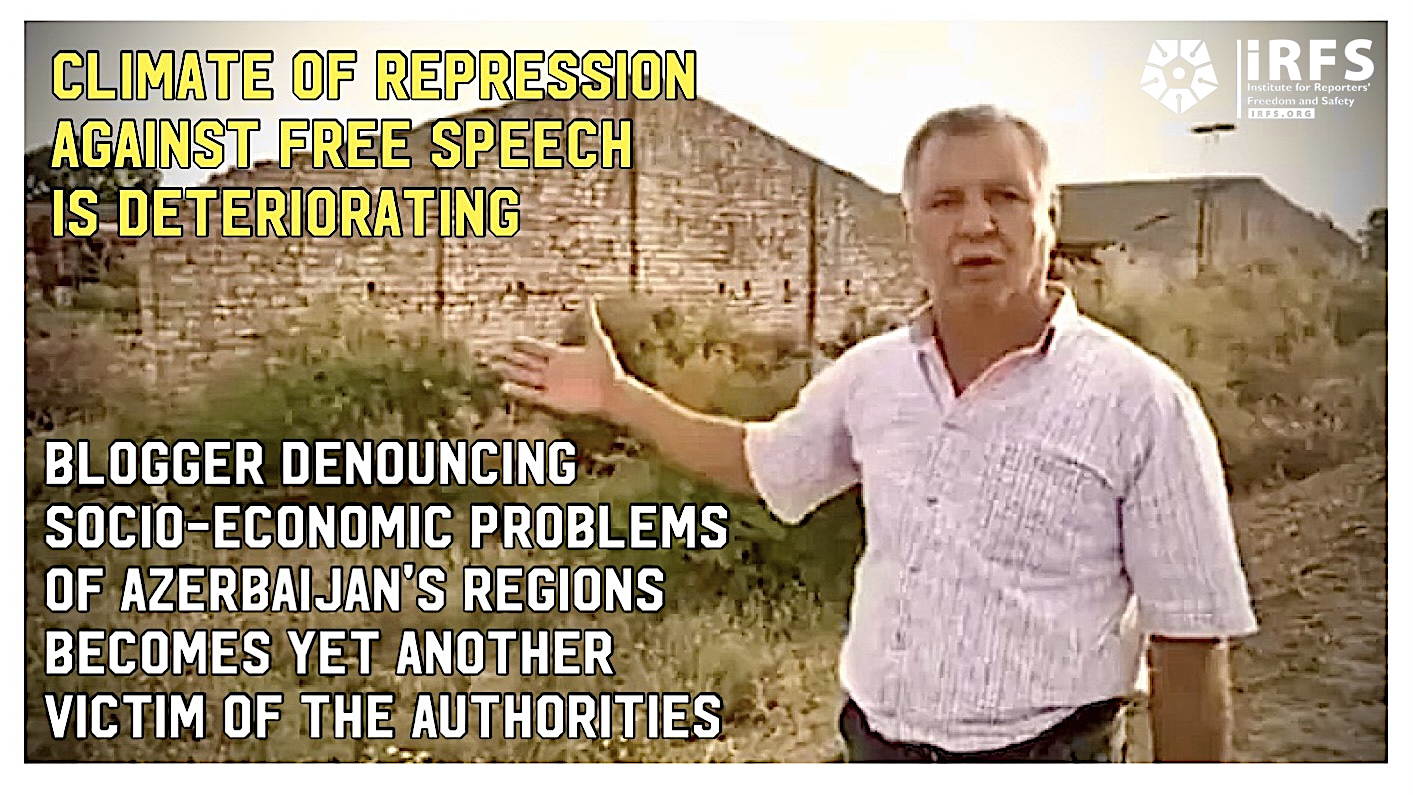 CLIMATE OF REPRESSION
AGAINST FREE SPEECH
IS DETERIORATING
iRFS
Institute for Reporters'
Freedom and Safety
IRFS.ORG
BLOGGER DENOUNCING
SOCIO-ECONOMIC PROBLEMS
OF AZERBAIJAN'S REGIONS
BECOMES YET ANOTHER
VICTIM OF THE AUTHORITIES